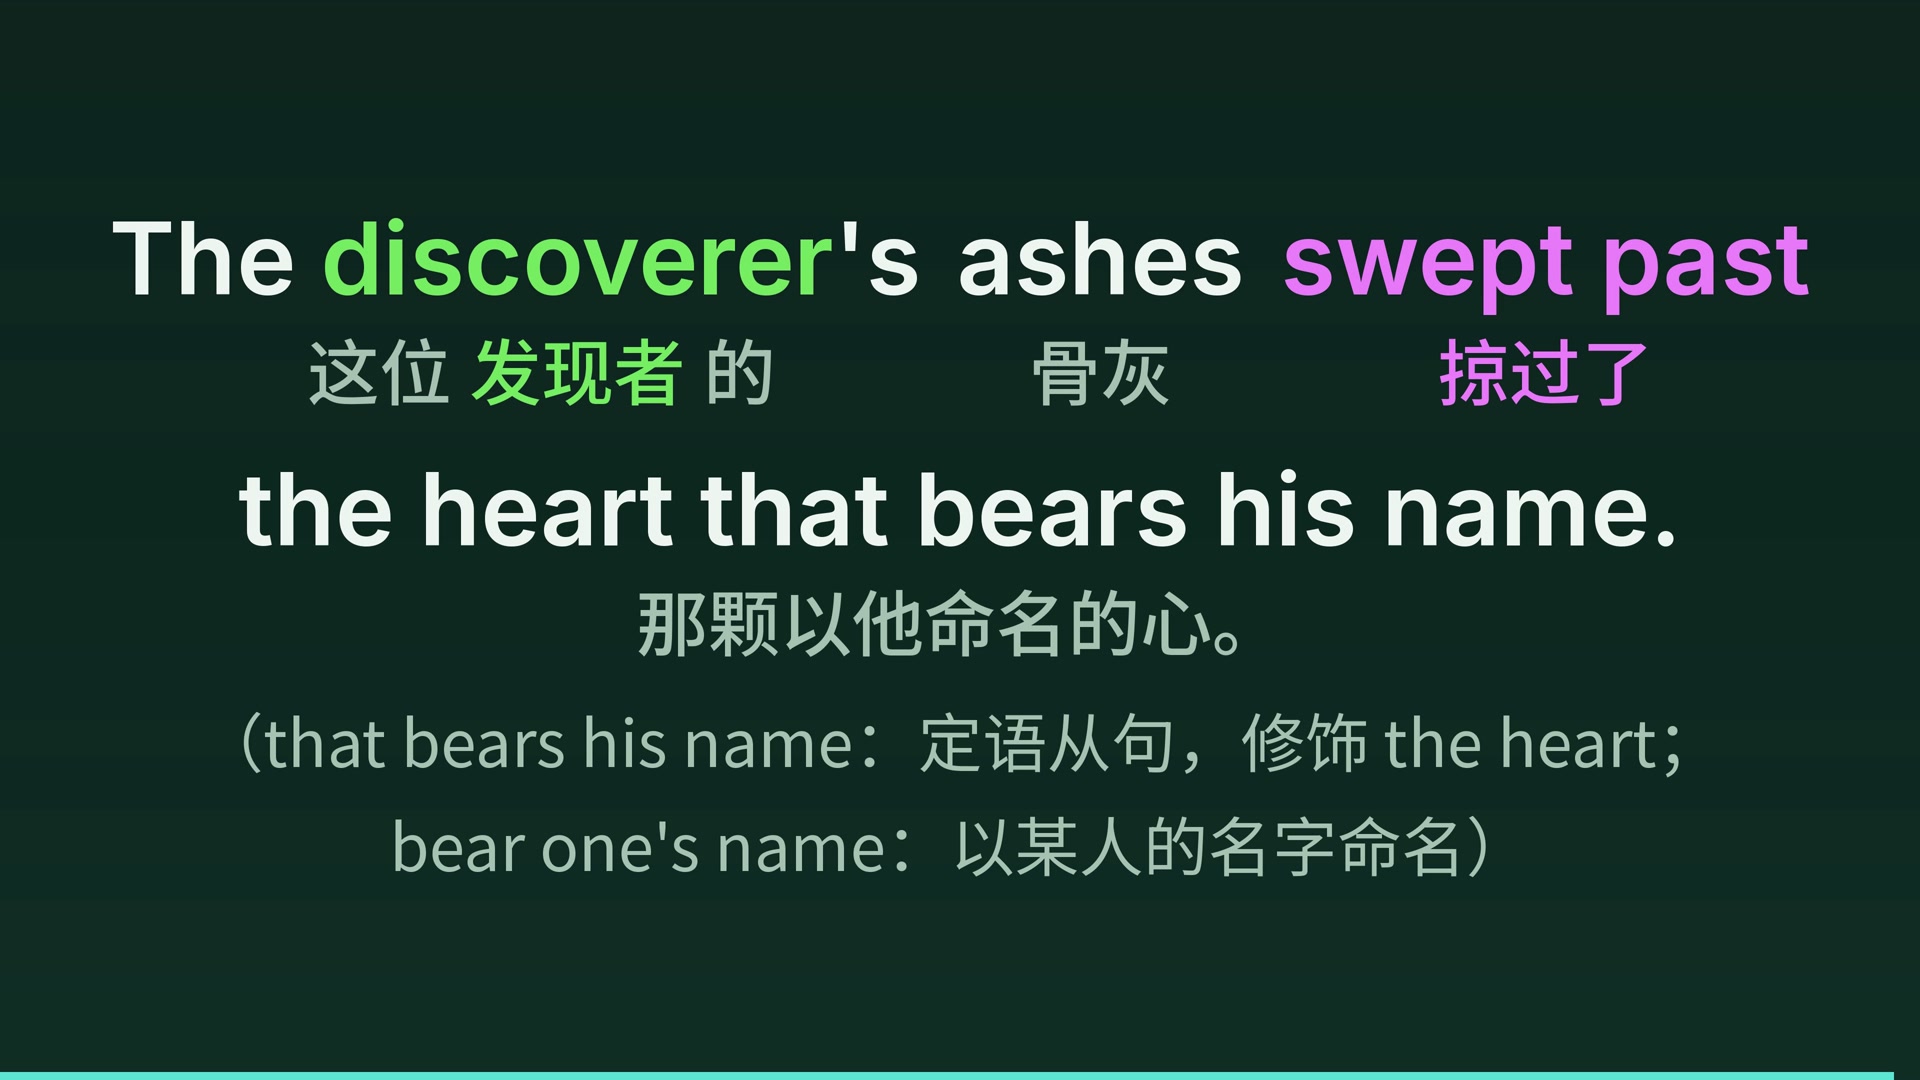 The discoverer's ashes swept past
这位 发现者 的 骨灰 掠过了
the heart that bears his name.
那颗以他命名的心。
（that bears his name：定语从句，修饰 the heart；
bear one's name：以某人的名字命名）